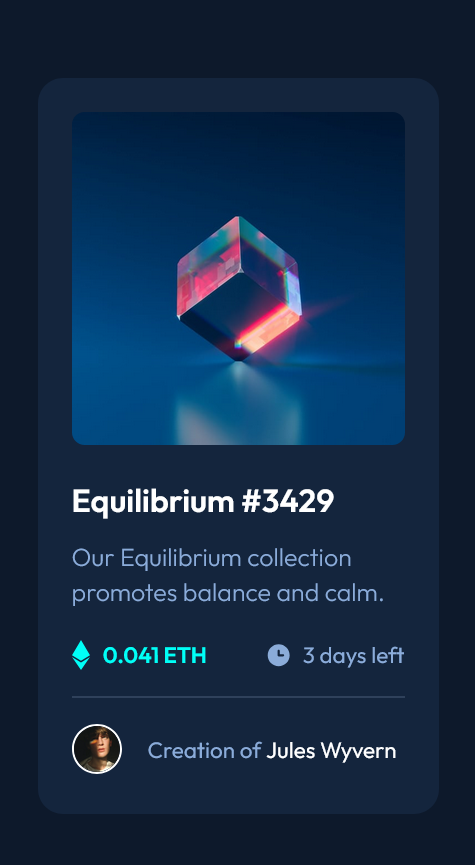 Equilibrium #3429
Our Equilibrium collection
promotes balance and calm.
0.041 ETH
3 days left
Creation of Jules Wyvern